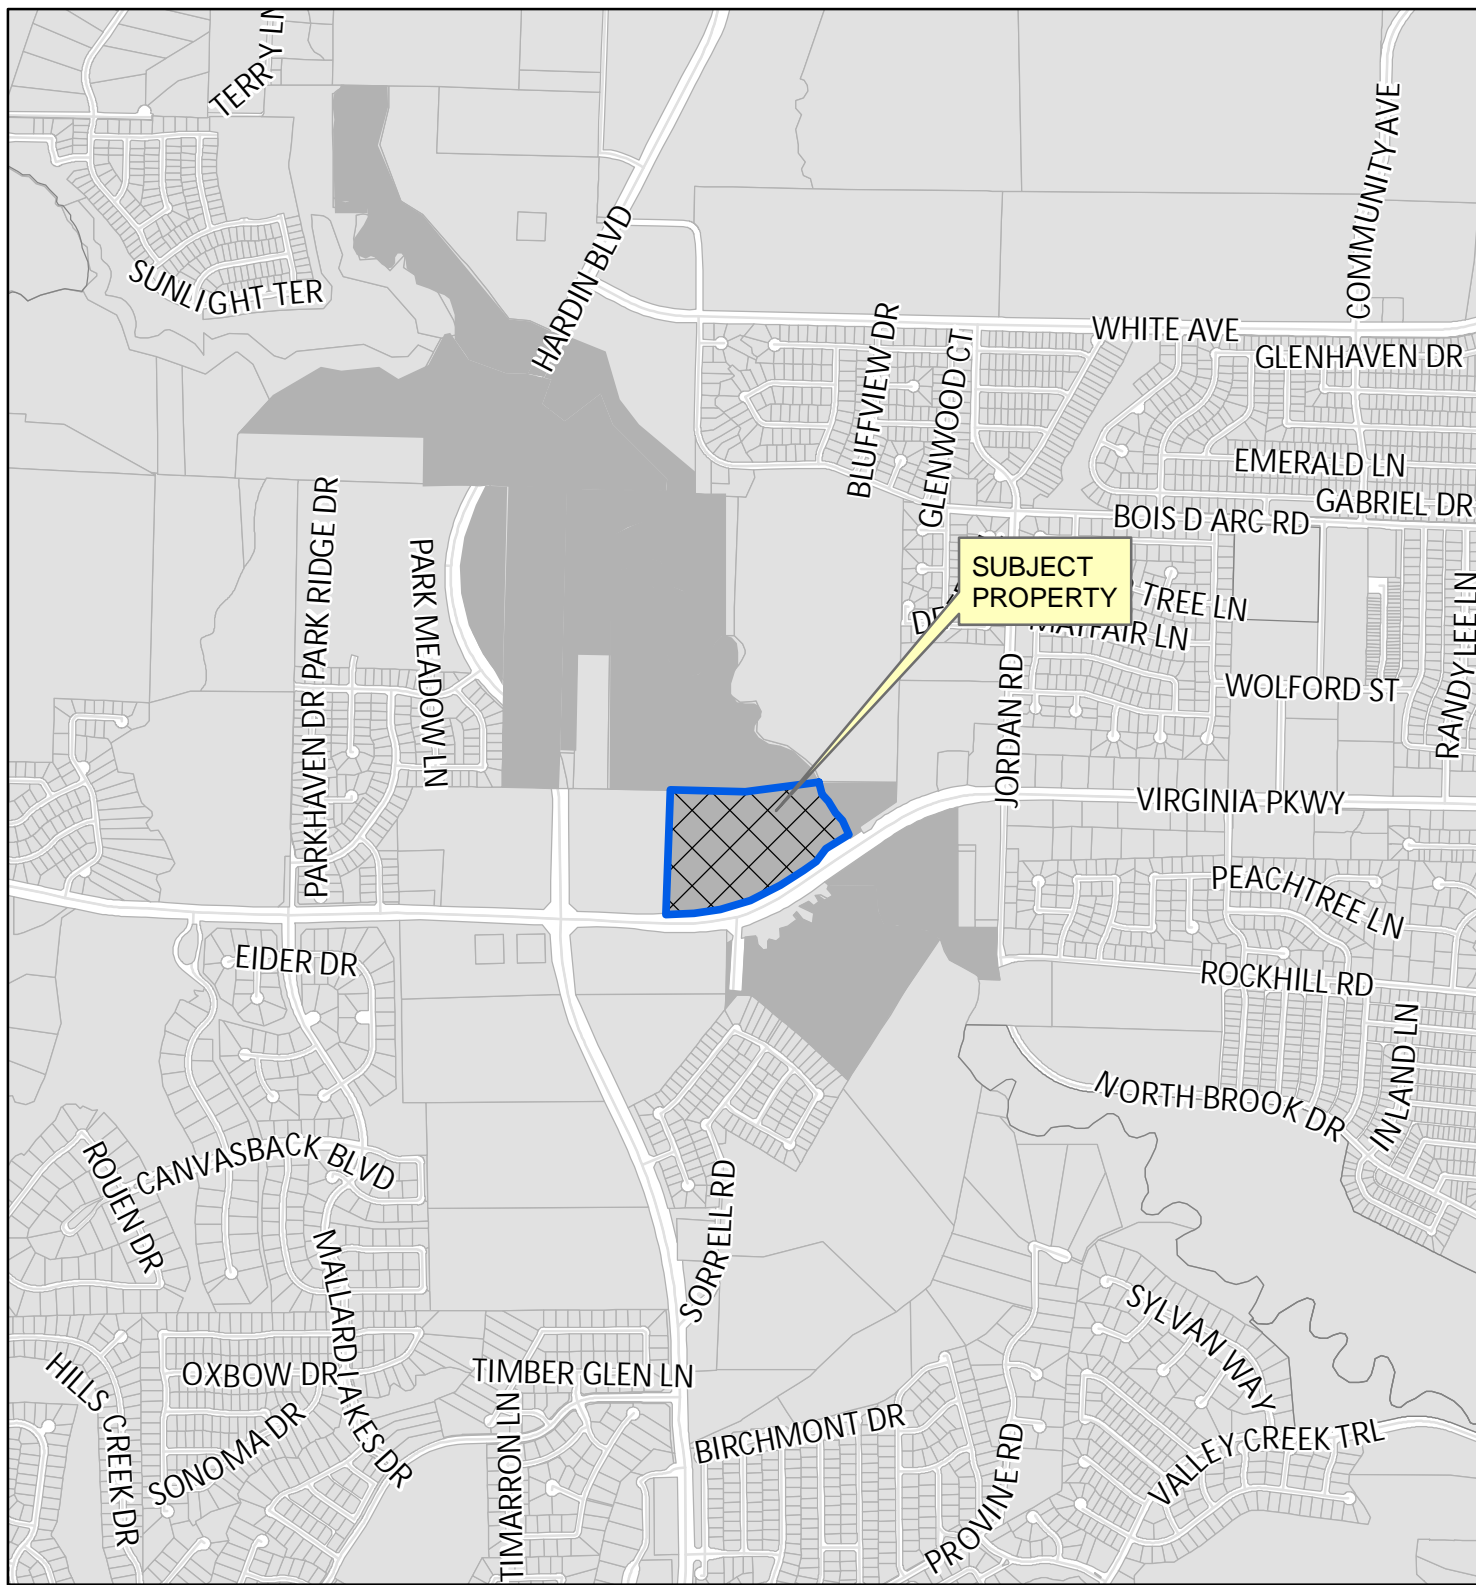 TERRY LN
COMMUNITY AVE
HARDIN BLVD
SUNLIGHT TER
WHITE AVE
GLENHAVEN DR
BLUFFVIEW DR
GLENWOOD CT
EMERALD LN
GABRIEL DR
BOIS D ARC RD
PARK RIDGE DR
PARK MEADOW LN
SUBJECT
PROPERTY
TREE LN
MAYFAIR LN
RANDY LEE LN
WOLFORD ST
JORDAN RD
PARKHAVEN DR
VIRGINIA PKWY
PEACHTREE LN
EIDER DR
ROCKHILL RD
INLAND LN
NORTH BROOK DR
CANVASBACK BLVD
ROUEN DR
SORRELL RD
MALLARD LAKES DR
SYLVAN WAY
HILLS CREEK DR
OXBOW DR
TIMBER GLEN LN
SONOMA DR
TIMARRON LN
BIRCHMONT DR
PROVINE RD
VALLEY CREEK TRL